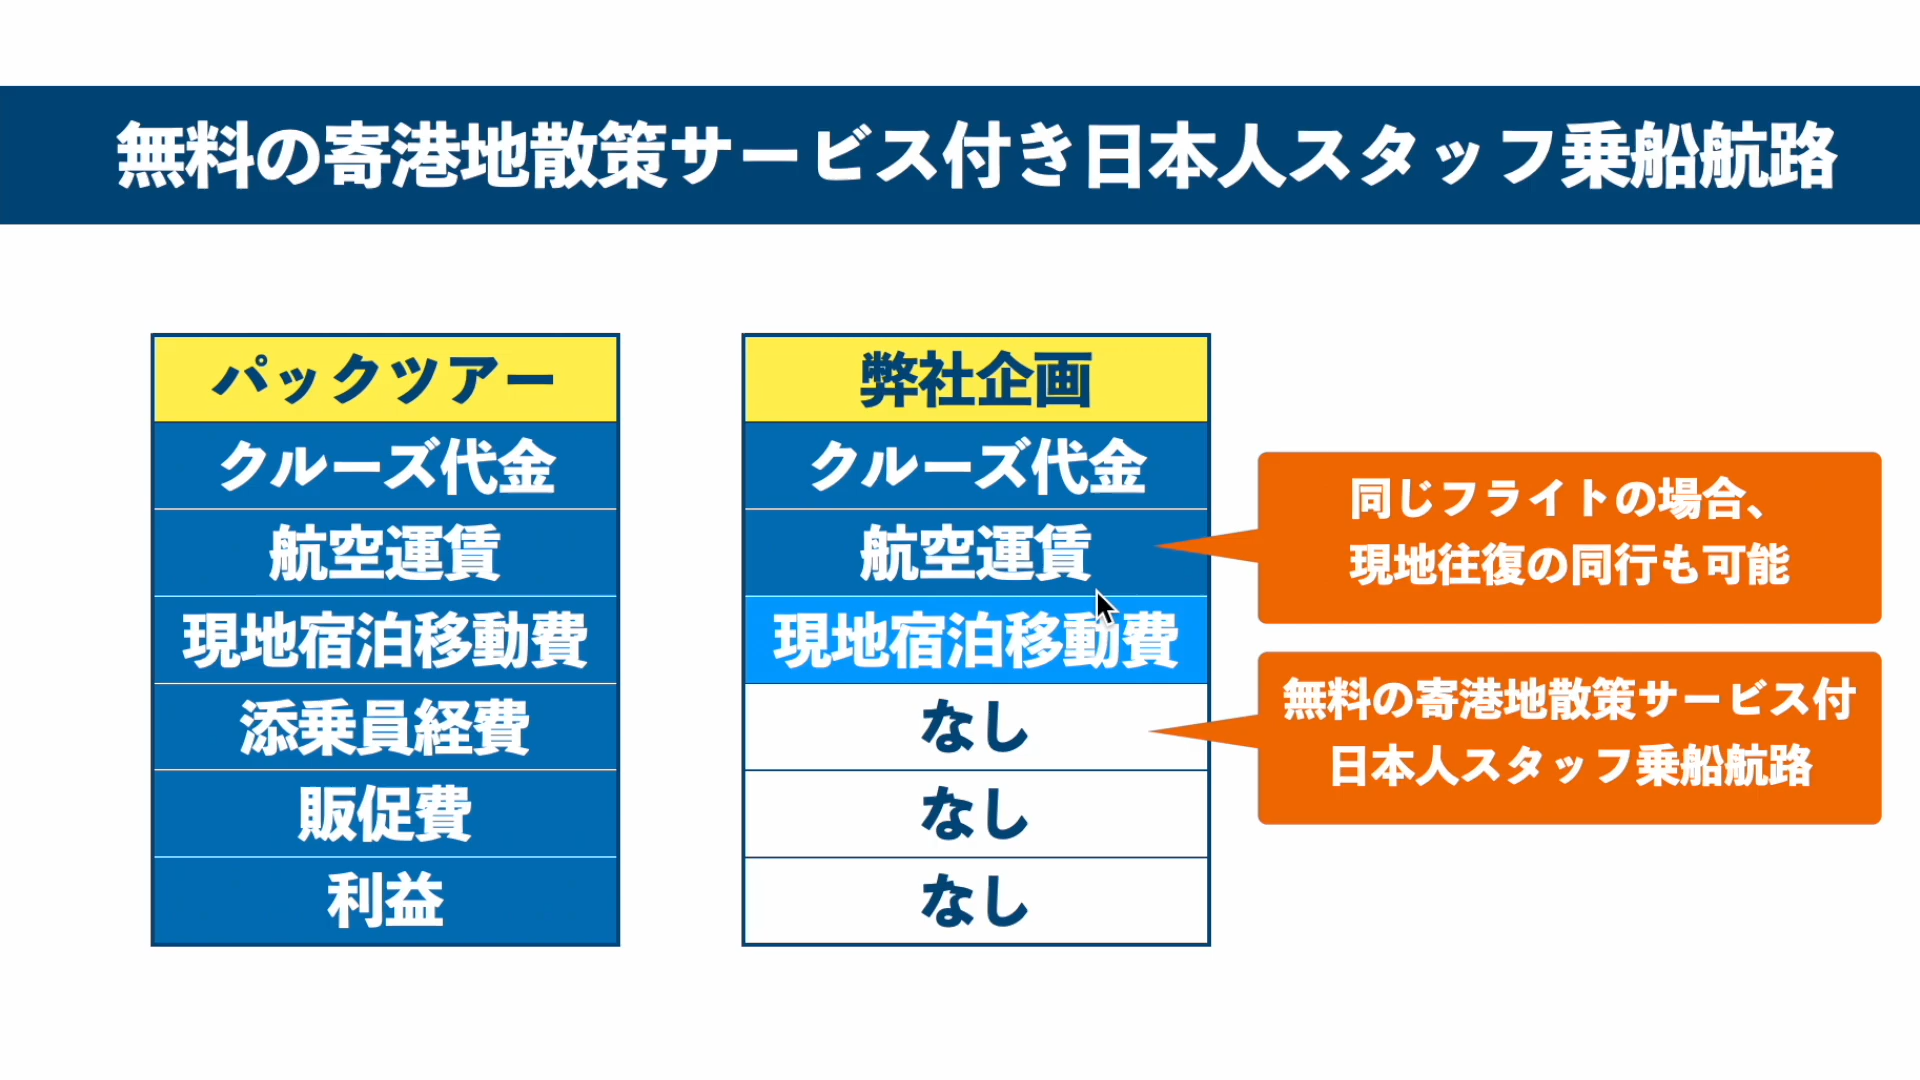 無料の寄港地散策サービス付き日本人スタッフ乗船航路
パックツアー
クルーズ代金
航空運賃
現地宿泊移動費
添乗員経費
販促費
利益
弊社企画
クルーズ代金
航空運賃
現地宿泊移動費
なし
なし
なし
同じフライトの場合、
現地往復の同行も可能
無料の寄港地散策サービス付
日本人スタッフ乗船航路